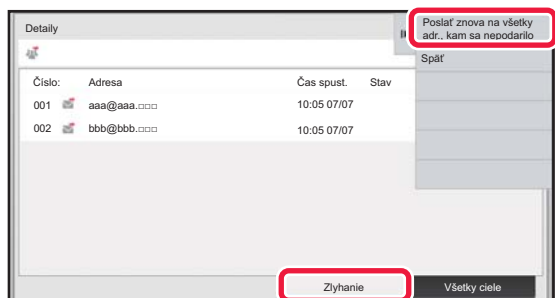 Detaily
Poslať znova na všetky
adr., kam sa nepodarilo
Späť
Číslo: Adresa Čas spust. Stav
001 aaa@aaa.□□□ 10:05 07/07
002 bbb@bbb.□□□ 10:05 07/07
Zlyhanie Všetky ciele